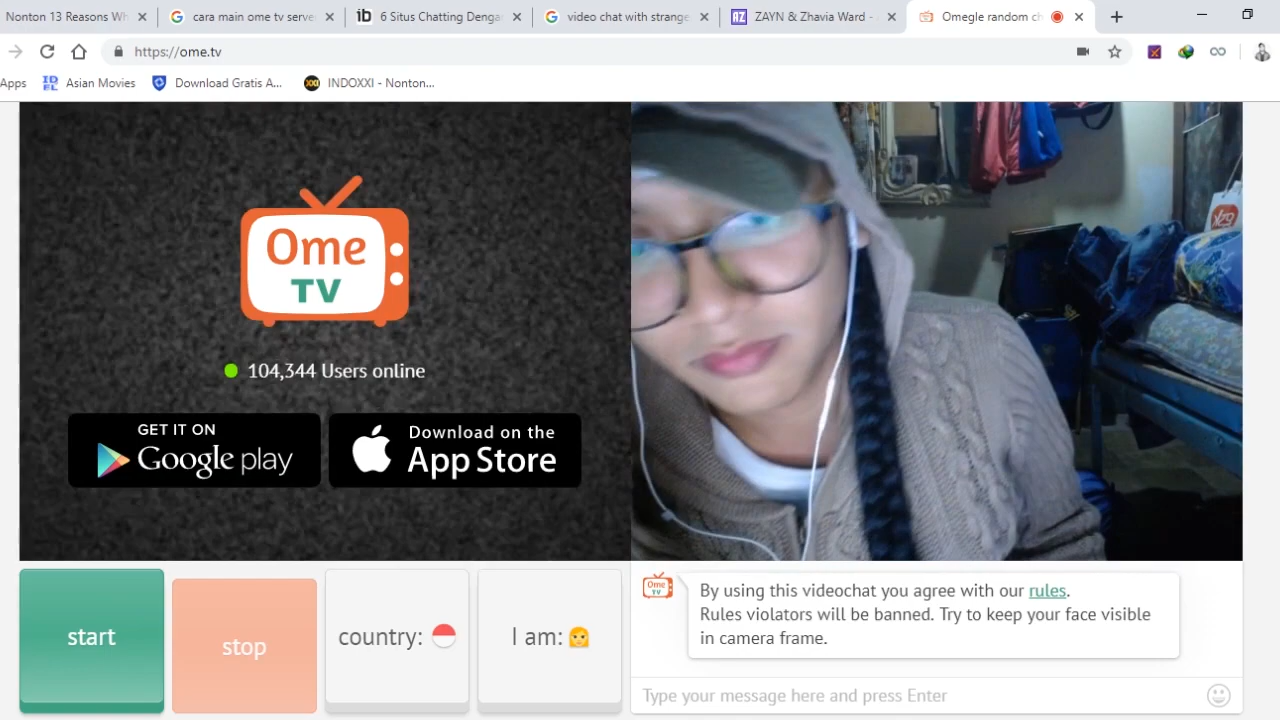 Nonton 13 Reasons Wh
cara main ome tv serve
6 Situs Chatting Denga
video chat with strange
ZAYN & Zhavia Ward -
Omegle random ch
https://ome.tv
Apps
IDFL
Asian Movies
Download Gratis A...
XXI
INDOXXI - Nonton...
Ome
TV
104,344 Users online
GET IT ON
Google play
Download on the
App Store
start
stop
country:
I am:
Ome
TV
By using this videochat you agree with our rules.
Rules violators will be banned. Try to keep your face visible
in camera frame.
Type your message here and press Enter